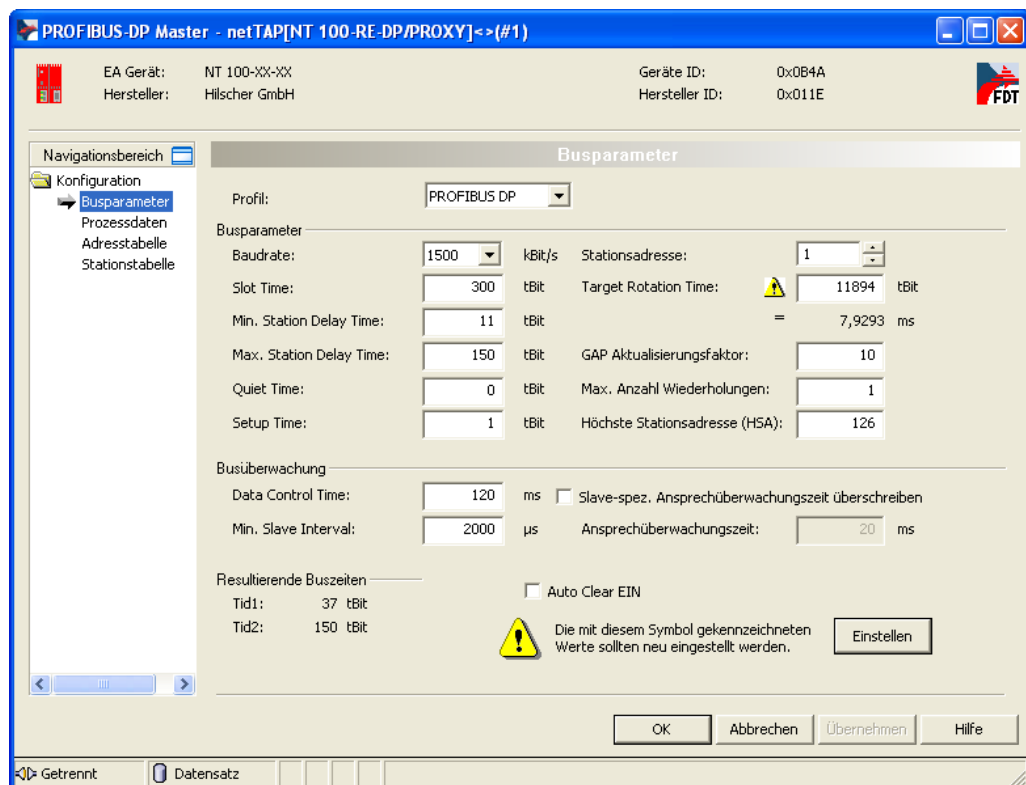 PROFIBUS-DP Master - netTAP[NT 100-RE-DP/PROXY]<>(#1)
EA Gerät: NT 100-XX-XX Geräte ID: 0x0B4A
Hersteller: Hilscher GmbH Hersteller ID: 0x011E
FDT
Navigationsbereich
Konfiguration
Busparameter
Prozessdaten
Adresstabelle
Stationstabelle
Busparameter
Profil: PROFIBUS DP
Busparameter
Baudrate: 1500 kBit/s Stationsadresse: 1
Slot Time: 300 tBit Target Rotation Time: 11894 tBit
Min. Station Delay Time: 11 tBit = 7,9293 ms
Max. Station Delay Time: 150 tBit GAP Aktualisierungsfaktor: 10
Quiet Time: 0 tBit Max. Anzahl Wiederholungen: 1
Setup Time: 1 tBit Höchste Stationsadresse (HSA): 126
Busüberwachung
Data Control Time: 120 ms Slave-spez. Ansprechüberwachungszeit überschreiben
Min. Slave Interval: 2000 µs Ansprechüberwachungszeit: 20 ms
Resultierende Buszeiten
Tid1: 37 tBit
Tid2: 150 tBit
Auto Clear EIN
Die mit diesem Symbol gekennzeichneten
Werte sollten neu eingestellt werden.
Einstellen
OK Abbrechen Übernehmen Hilfe
Getrennt Datensatz